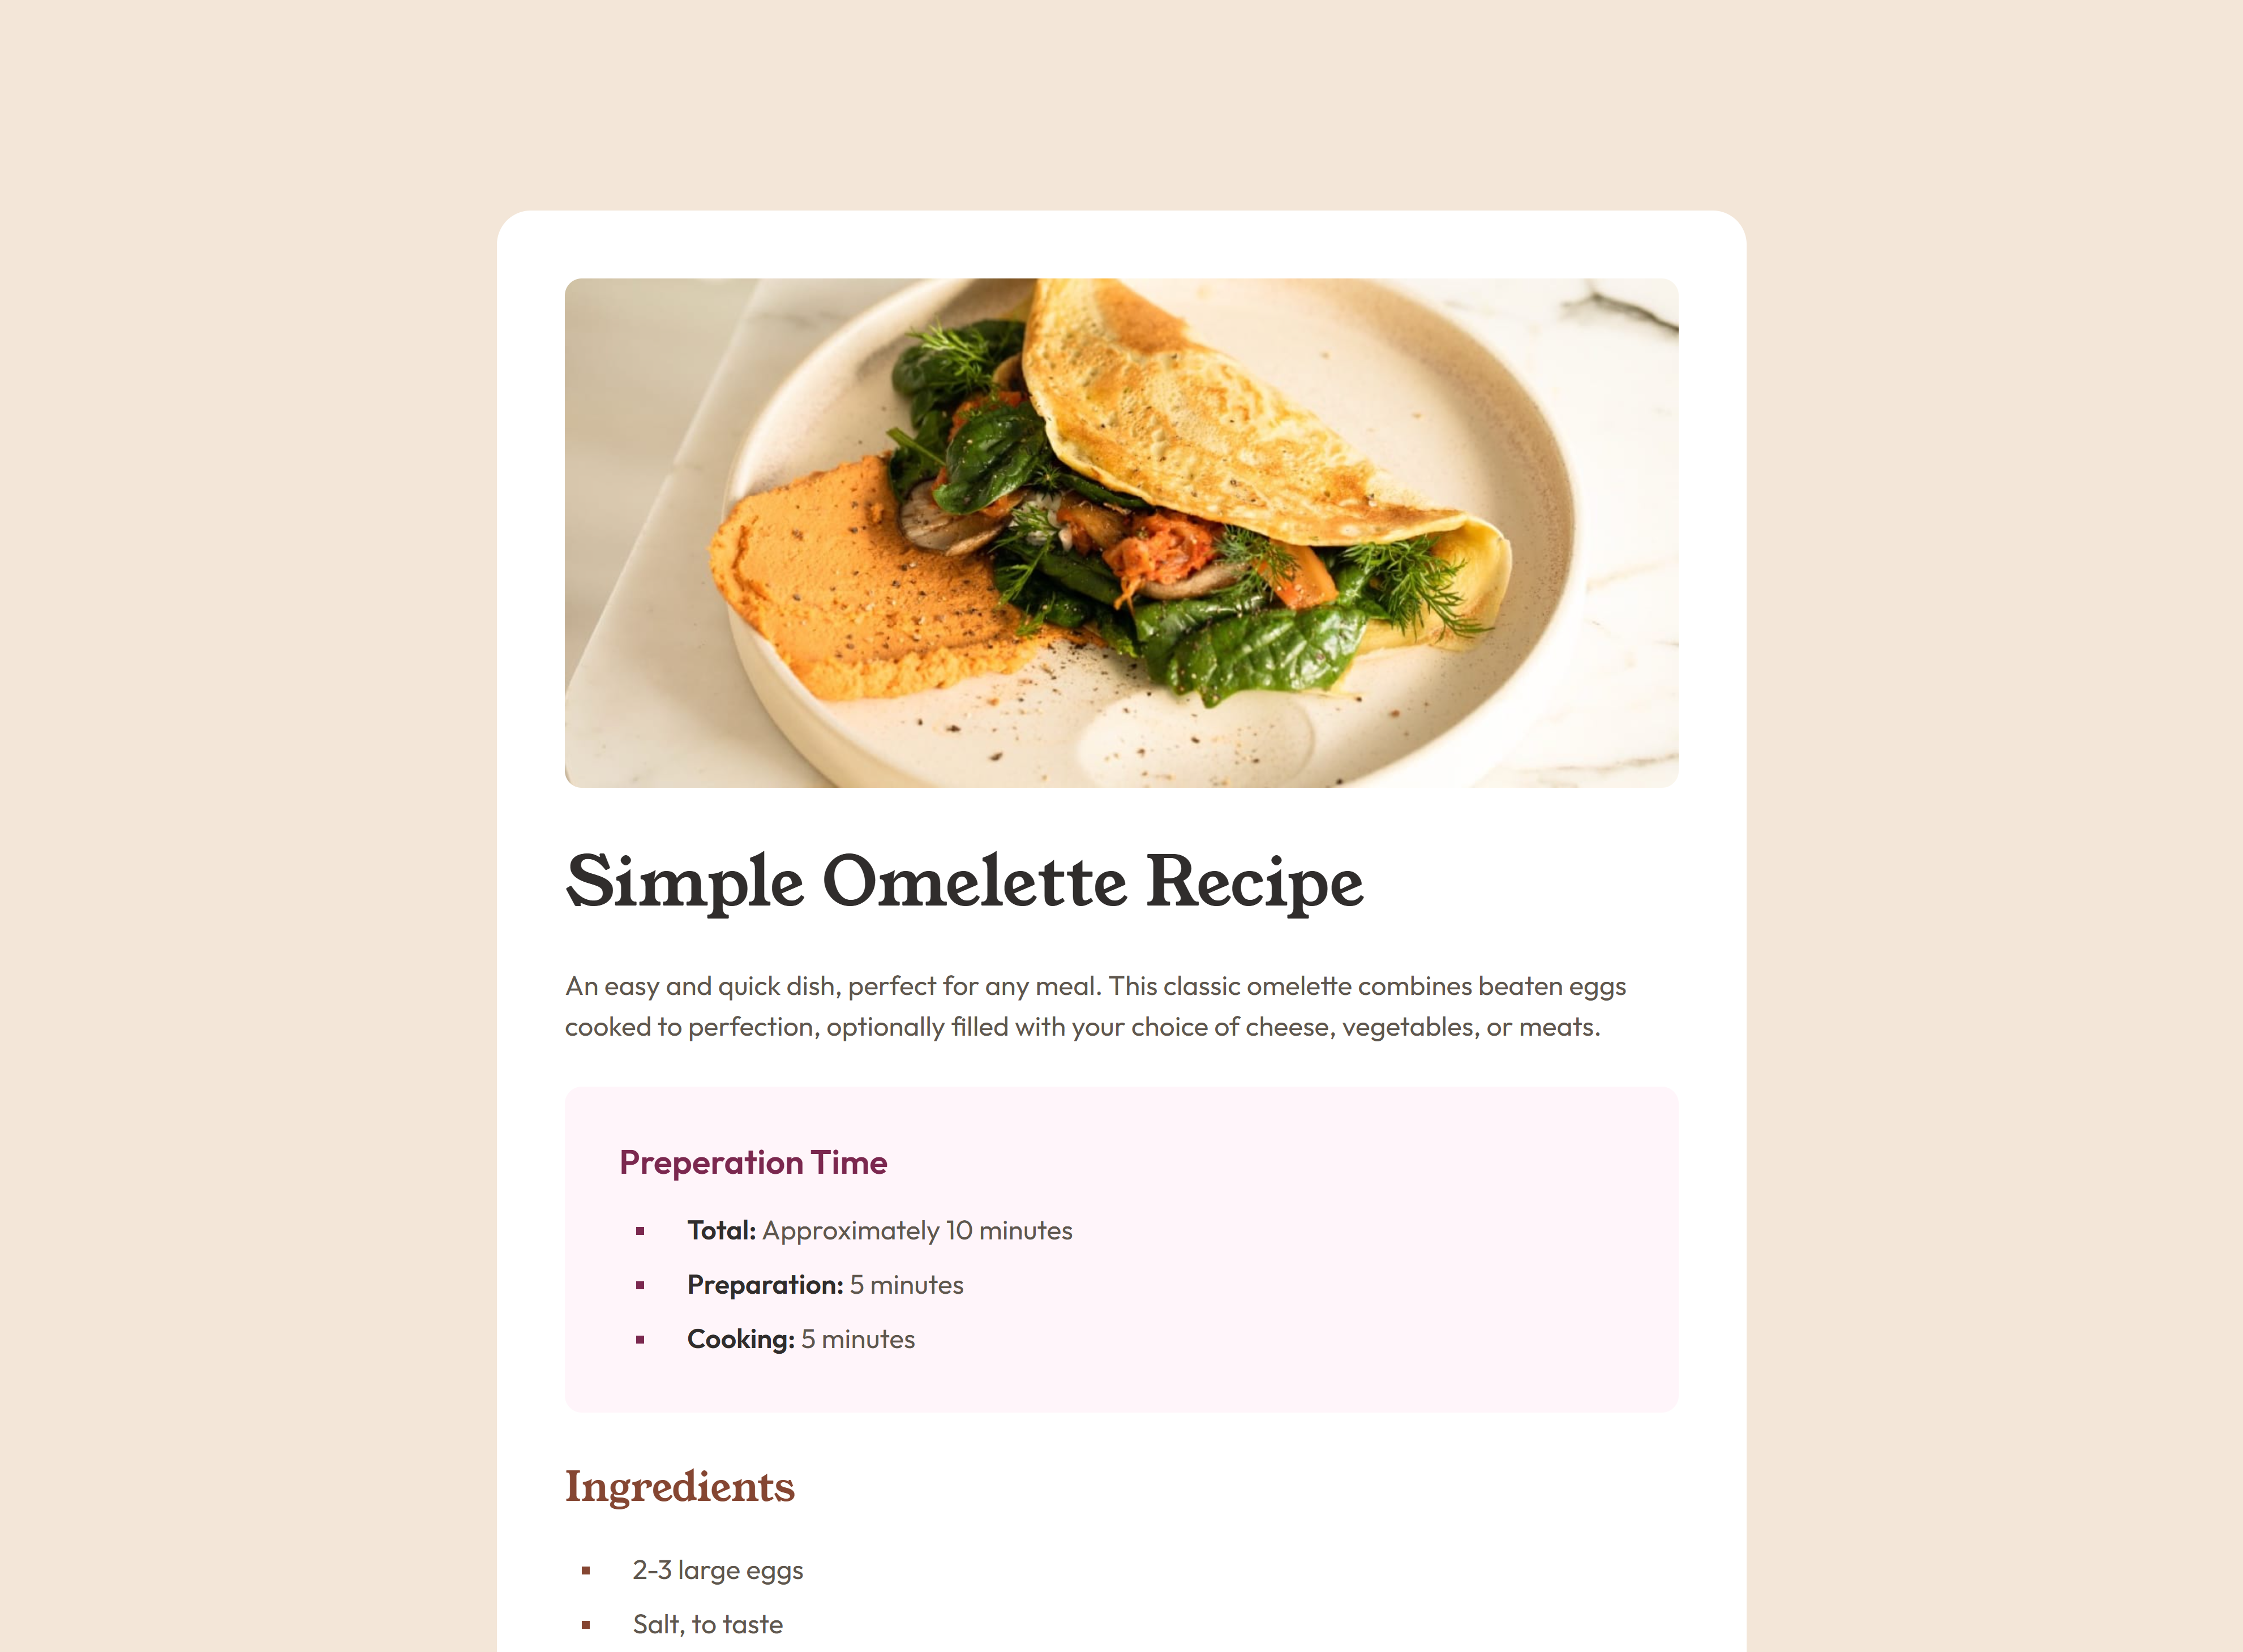 Simple Omelette Recipe
An easy and quick dish, perfect for any meal. This classic omelette combines beaten eggs
cooked to perfection, optionally filled with your choice of cheese, vegetables, or meats.
Preperation Time
Total: Approximately 10 minutes
Preparation: 5 minutes
Cooking: 5 minutes
Ingredients
2-3 large eggs
Salt, to taste